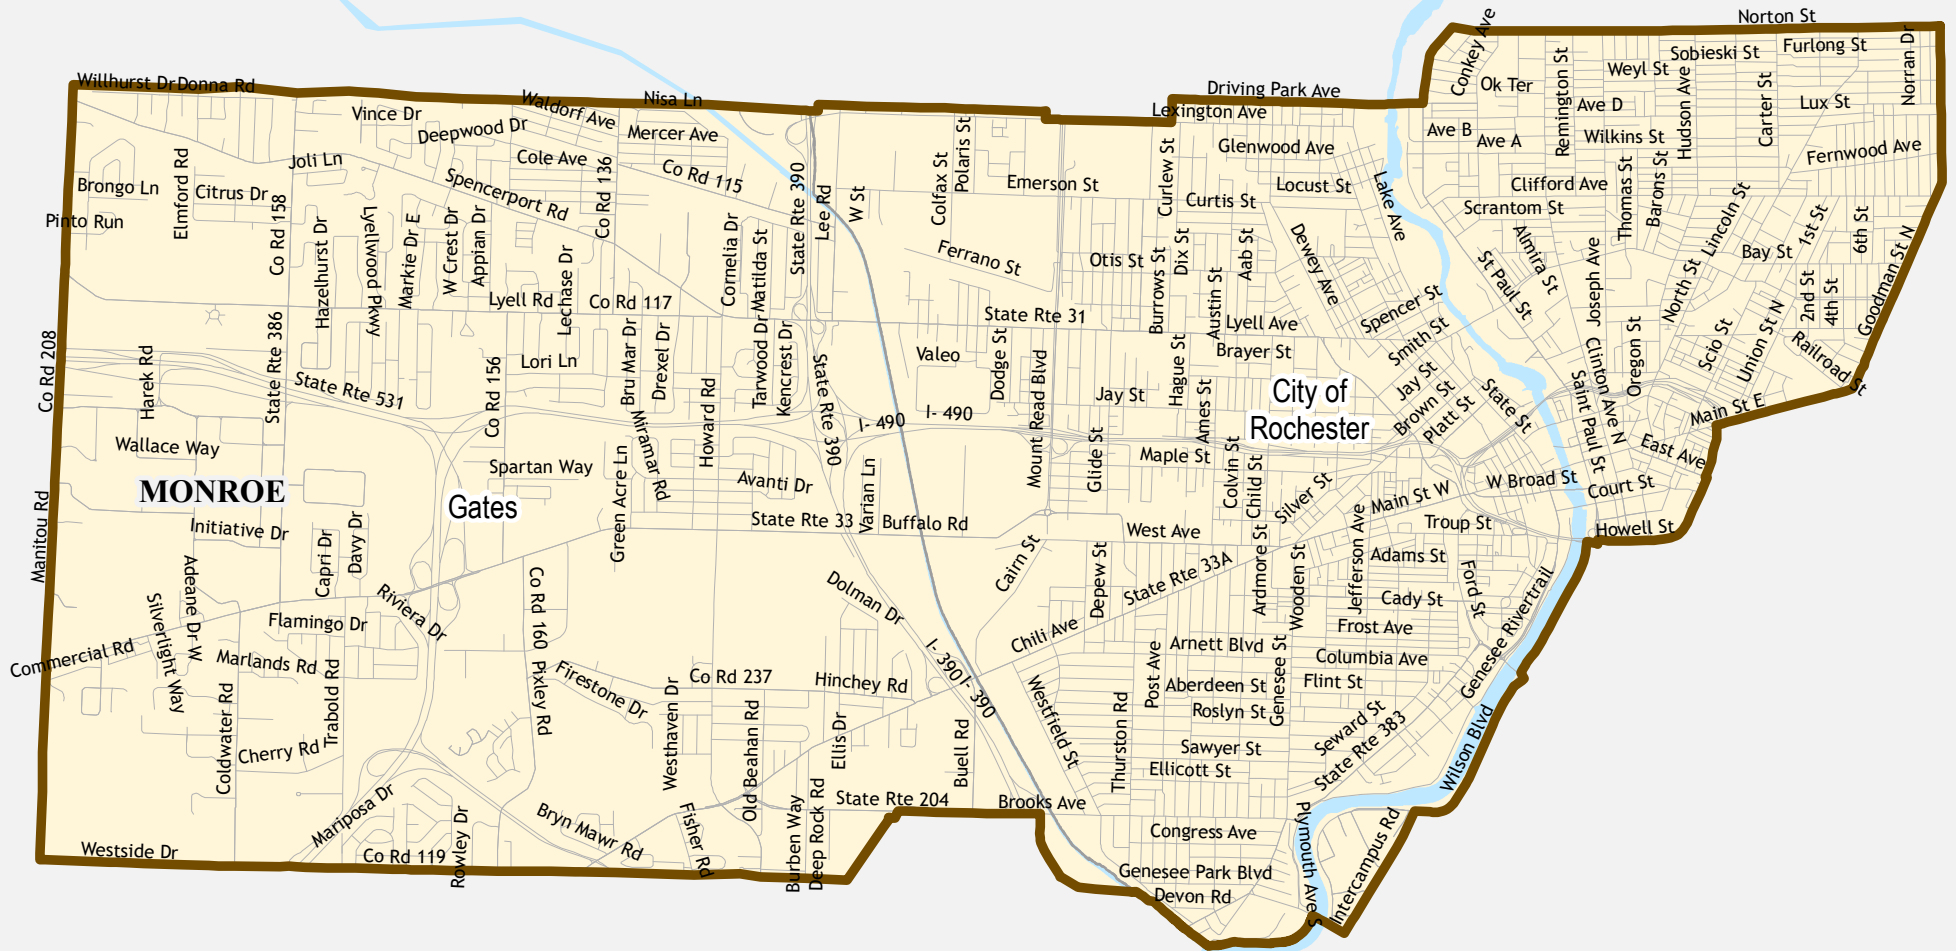 Norton St
Conkey Ave
Sobieski St
Furlong St
Norran Dr
Weyl St
Remington St
Ok Ter
Hudson Ave
Carter St
Willhurst Dr
Donna Rd
Nisa Ln
Driving Park Ave
Waldorf Ave
Lexington Ave
Ave D
Lux St
Vince Dr
Deepwood Dr
Mercer Ave
Polaris St
Ave B
Ave A
Wilkins St
Glenwood Ave
Fernwood Ave
Joli Ln
Cole Ave
Co Rd 136
Co Rd 115
Colfax St
Curlew St
Brongo Ln
Elmford Rd
Citrus Dr
Spencerport Rd
State Rte 390
Lee Rd
W St
Emerson St
Locust St
Curtis St
Lake Ave
Clifford Ave
Scrantom St
Thomas St
Barons St
Lincoln St
1st St
6th St
Pinto Run
Co Rd 158
Hazelhurst Dr
Lyellwood Pkwy
Markie Dr E
W Crest Dr
Appian Dr
Lechase Dr
Cornelia Dr
Matilda St
Ferrano St
Otis St
Burrows St
Dix St
Aab St
Dewey Ave
Almira St
St Paul St
Joseph Ave
North St
Bay St
2nd St
4th St
Goodman St N
Lyell Rd
Co Rd 117
Austin St
State Rte 31
Lyell Ave
Spencer St
Smith St
Co Rd 208
Harek Rd
State Rte 386
State Rte 531
Co Rd 156
Lori Ln
Bru Mar Dr
Drexel Dr
Tarwood Dr
Kencrest Dr
State Rte 390
Valeo
Dodge St
Mount Read Blvd
Hague St
Brayer St
City of
Rochester
Jay St
Jay St
Brown St
Platt St
State St
Clinton Ave N
Saint Paul St
Oregon St
Scio St
Union St N
Railroad St
Main St E
East Ave
Wallace Way
Miramar Rd
Howard Rd
I- 490
I- 490
Ames St
Glide St
Maple St
Colvin St
Child St
Silver St
Main St W
W Broad St
Court St
MONROE
Gates
Spartan Way
Green Acre Ln
Avanti Dr
Varian Ln
Manitou Rd
Initiative Dr
Capri Dr
Davy Dr
State Rte 33
Buffalo Rd
West Ave
Troup St
Howell St
Adeane Dr W
Silverlight Way
Riviera Dr
Co Rd 160
Dolman Dr
Cairn St
Depew St
State Rte 33A
Ardmore St
Wooden St
Jefferson Ave
Adams St
Ford St
Cady St
Genesee Rivertrail
Flamingo Dr
Commercial Rd
Marlands Rd
Trabold Rd
Coldwater Rd
Cherry Rd
Pixley Rd
Firestone Dr
Westhaven Dr
Co Rd 237
Hinchey Rd
I- 390
I- 390
Chili Ave
Westfield St
Arnett Blvd
Post Ave
Frost Ave
Columbia Ave
Aberdeen St
Genesee St
Flint St
Roslyn St
Thurston Rd
Sawyer St
Seward St
State Rte 383
Wilson Blvd
Ellis Dr
Old Beahan Rd
Buell Rd
Ellicott St
Mariposa Dr
Rowley Dr
Bryn Mawr Rd
Fisher Rd
Burben Way
Deep Rock Rd
State Rte 204
Brooks Ave
Congress Ave
Plymouth Ave S
Intercampus Rd
Westside Dr
Co Rd 119
Genesee Park Blvd
Devon Rd